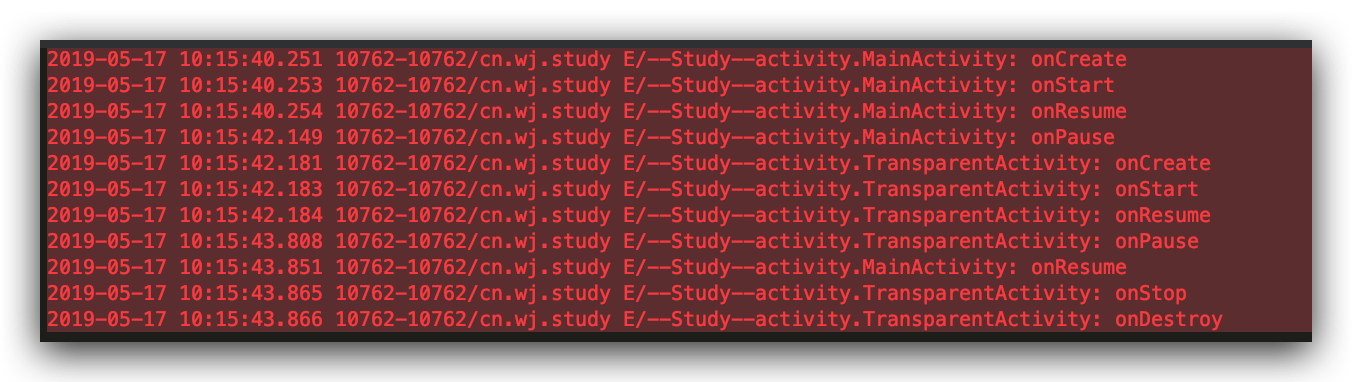 2019-05-17 10:15:40.251 10762-10762/cn.wj.study E/--Study--activity.MainActivity: onCreate
2019-05-17 10:15:40.253 10762-10762/cn.wj.study E/--Study--activity.MainActivity: onStart
2019-05-17 10:15:40.254 10762-10762/cn.wj.study E/--Study--activity.MainActivity: onResume
2019-05-17 10:15:42.149 10762-10762/cn.wj.study E/--Study--activity.MainActivity: onPause
2019-05-17 10:15:42.181 10762-10762/cn.wj.study E/--Study--activity.TransparentActivity: onCreate
2019-05-17 10:15:42.183 10762-10762/cn.wj.study E/--Study--activity.TransparentActivity: onStart
2019-05-17 10:15:42.184 10762-10762/cn.wj.study E/--Study--activity.TransparentActivity: onResume
2019-05-17 10:15:43.808 10762-10762/cn.wj.study E/--Study--activity.TransparentActivity: onPause
2019-05-17 10:15:43.851 10762-10762/cn.wj.study E/--Study--activity.MainActivity: onResume
2019-05-17 10:15:43.865 10762-10762/cn.wj.study E/--Study--activity.TransparentActivity: onStop
2019-05-17 10:15:43.866 10762-10762/cn.wj.study E/--Study--activity.TransparentActivity: onDestroy